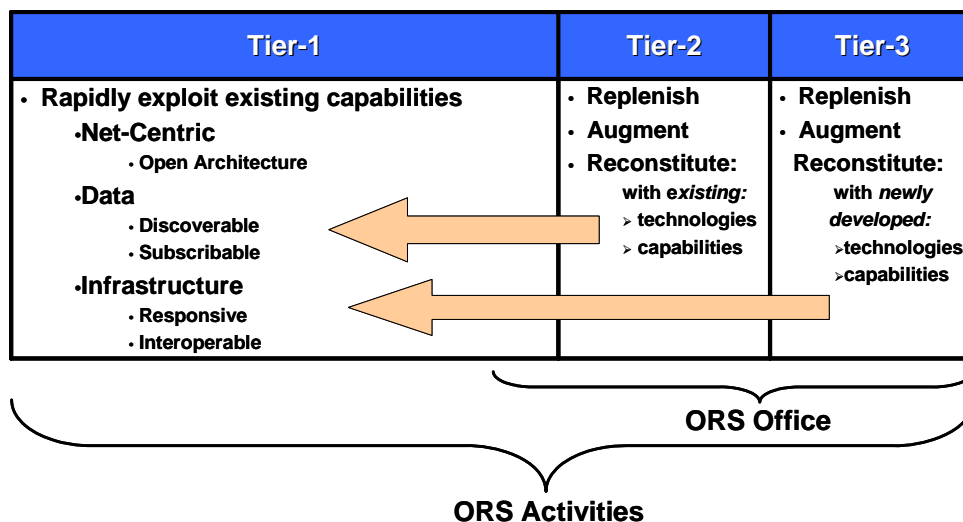 Tier-1
Tier-2
Tier-3
• Rapidly exploit existing capabilities
•Net-Centric
• Open Architecture
•Data
• Discoverable
• Subscribable
•Infrastructure
• Responsive
• Interoperable
• Replenish
• Augment
• Reconstitute:
with existing:
➢ technologies
➢ capabilities
• Replenish
• Augment
Reconstitute:
with newly
developed:
➢technologies
➢capabilities
ORS Office
ORS Activities